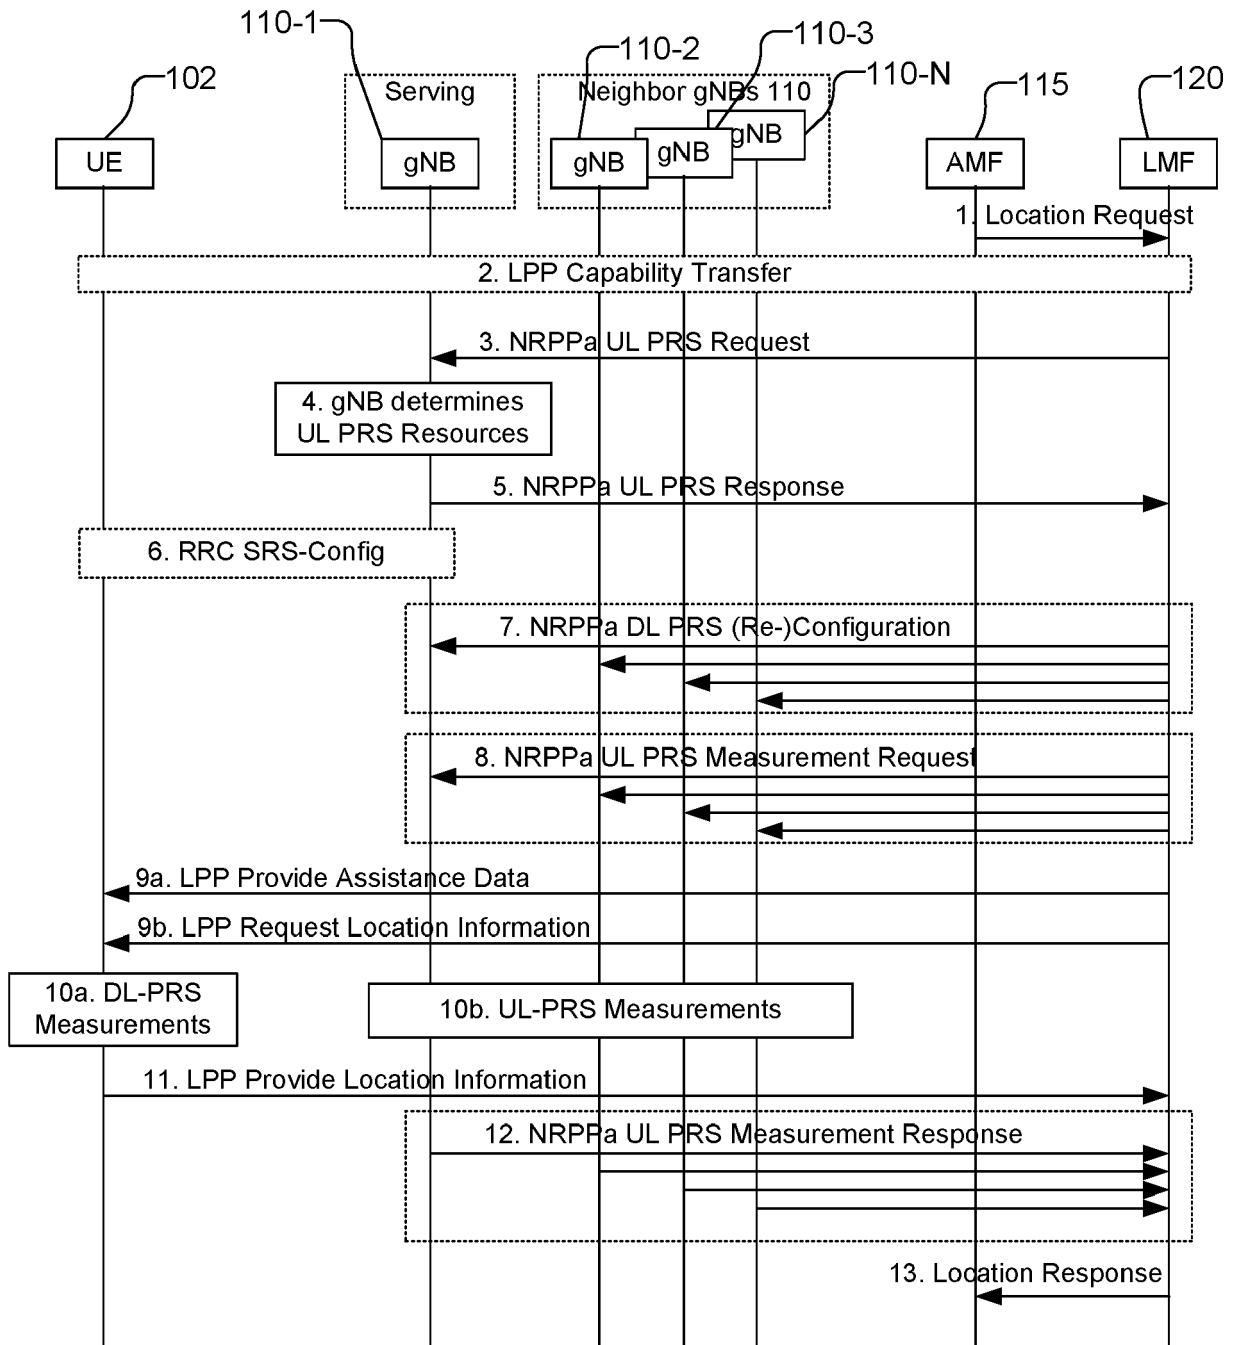 110-1
110-2
110-3
110-N
102
115
120
Serving
Neighbor gNBs 110
UE
gNB
gNB
gNB
gNB
AMF
LMF
1. Location Request
2. LPP Capability Transfer
3. NRPPa UL PRS Request
4. gNB determines
UL PRS Resources
5. NRPPa UL PRS Response
6. RRC SRS-Config
7. NRPPa DL PRS (Re-)Configuration
8. NRPPa UL PRS Measurement Request
9a. LPP Provide Assistance Data
9b. LPP Request Location Information
10a. DL-PRS
Measurements
10b. UL-PRS Measurements
11. LPP Provide Location Information
12. NRPPa UL PRS Measurement Response
13. Location Response